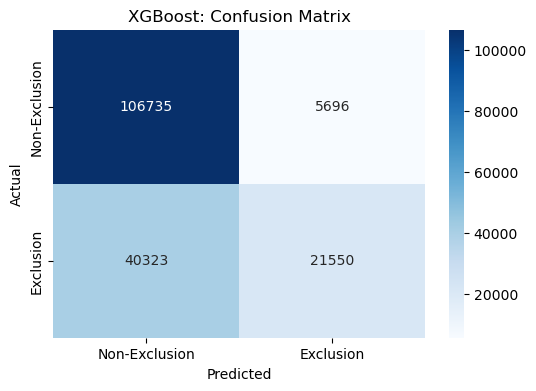 XGBoost: Confusion Matrix
Non-Exclusion
Exclusion
Actual
106735 5696
40323 21550
Non-Exclusion Exclusion
Predicted
100000
80000
60000
40000
20000